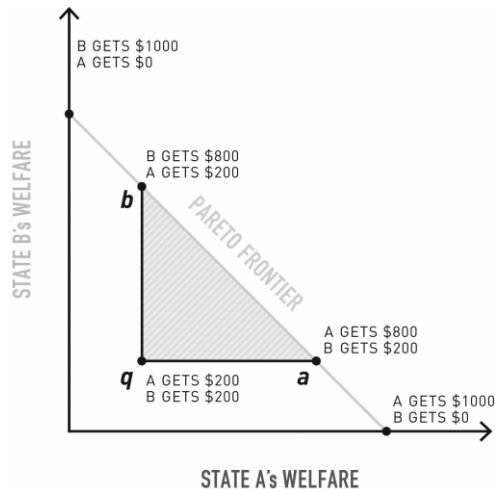 B GETS $1000
A GETS $0
B GETS $800
A GETS $200
b
PARETO FRONTIER
STATE B's WELFARE
A GETS $800
B GETS $200
q
A GETS $200
B GETS $200
a
A GETS $1000
B GETS $0
STATE A's WELFARE